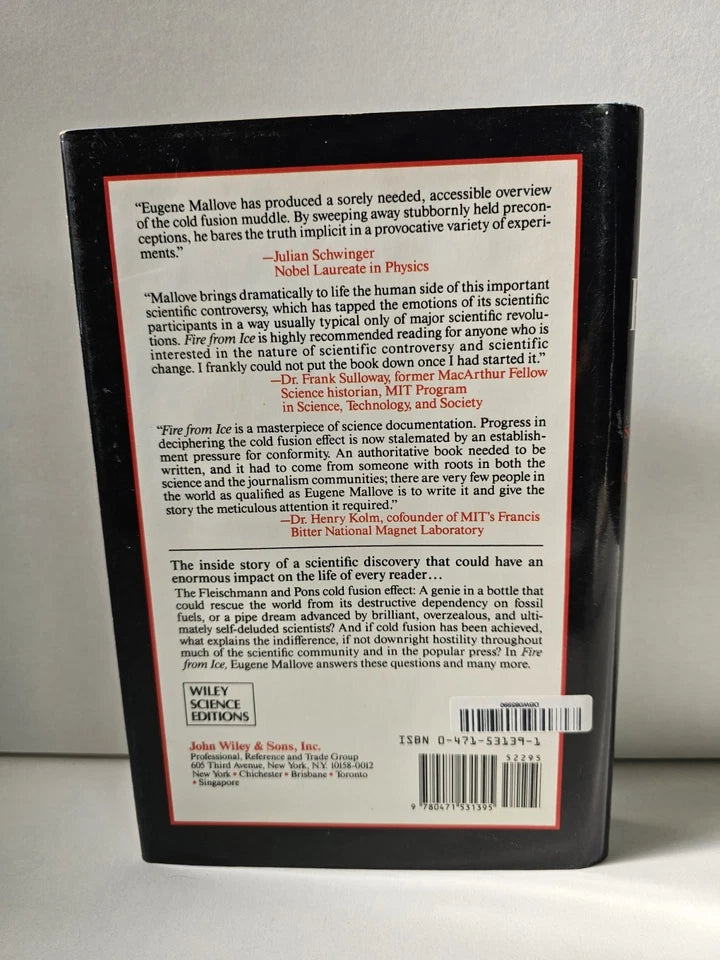 “Eugene Mallove has produced a sorely needed, accessible overview
of the cold fusion muddle. By sweeping away stubbornly held precon-
ceptions, he bares the truth implicit in a provocative variety of experi-
ments.”
—Julian Schwinger
Nobel Laureate in Physics
“Mallove brings dramatically to life the human side of this important
scientific controversy, which has tapped the emotions of its scientific
participants in a way usually typical only of major scientific revolu-
tions. Fire from Ice is highly recommended reading for anyone who is
interested in the nature of scientific controversy and scientific
change. I frankly could not put the book down once I had started it.”
—Dr. Frank Sulloway, former MacArthur Fellow
Science historian, MIT Program
in Science, Technology, and Society
“Fire from Ice is a masterpiece of science documentation. Progress in
deciphering the cold fusion effect is now stalemated by an establish-
ment pressure for conformity. An authoritative book needed to be
written, and it had to come from someone with roots in both the
science and the journalism communities; there are very few people in
the world as qualified as Eugene Mallove is to write it and give the
story the meticulous attention it required.”
—Dr. Henry Kolm, cofounder of MIT’s Francis
Bitter National Magnet Laboratory
The inside story of a scientific discovery that could have an
enormous impact on the life of every reader…
The Fleischmann and Pons cold fusion effect: A genie in a bottle that
could rescue the world from its destructive dependency on fossil
fuels, or a pipe dream advanced by brilliant, overzealous, and ulti-
mately self-deluded scientists? And if cold fusion has been achieved,
what explains the indifference, if not downright hostility throughout
much of the scientific community and in the popular press? In Fire
from Ice, Eugene Mallove answers these questions and many more.
WILEY
SCIENCE
EDITIONS
John Wiley & Sons, Inc.
Professional, Reference and Trade Group
605 Third Avenue, New York, N.Y. 10158-0012
New York • Chichester • Brisbane • Toronto
• Singapore
ISBN 0-471-53139-1
52295
9 780471 531395